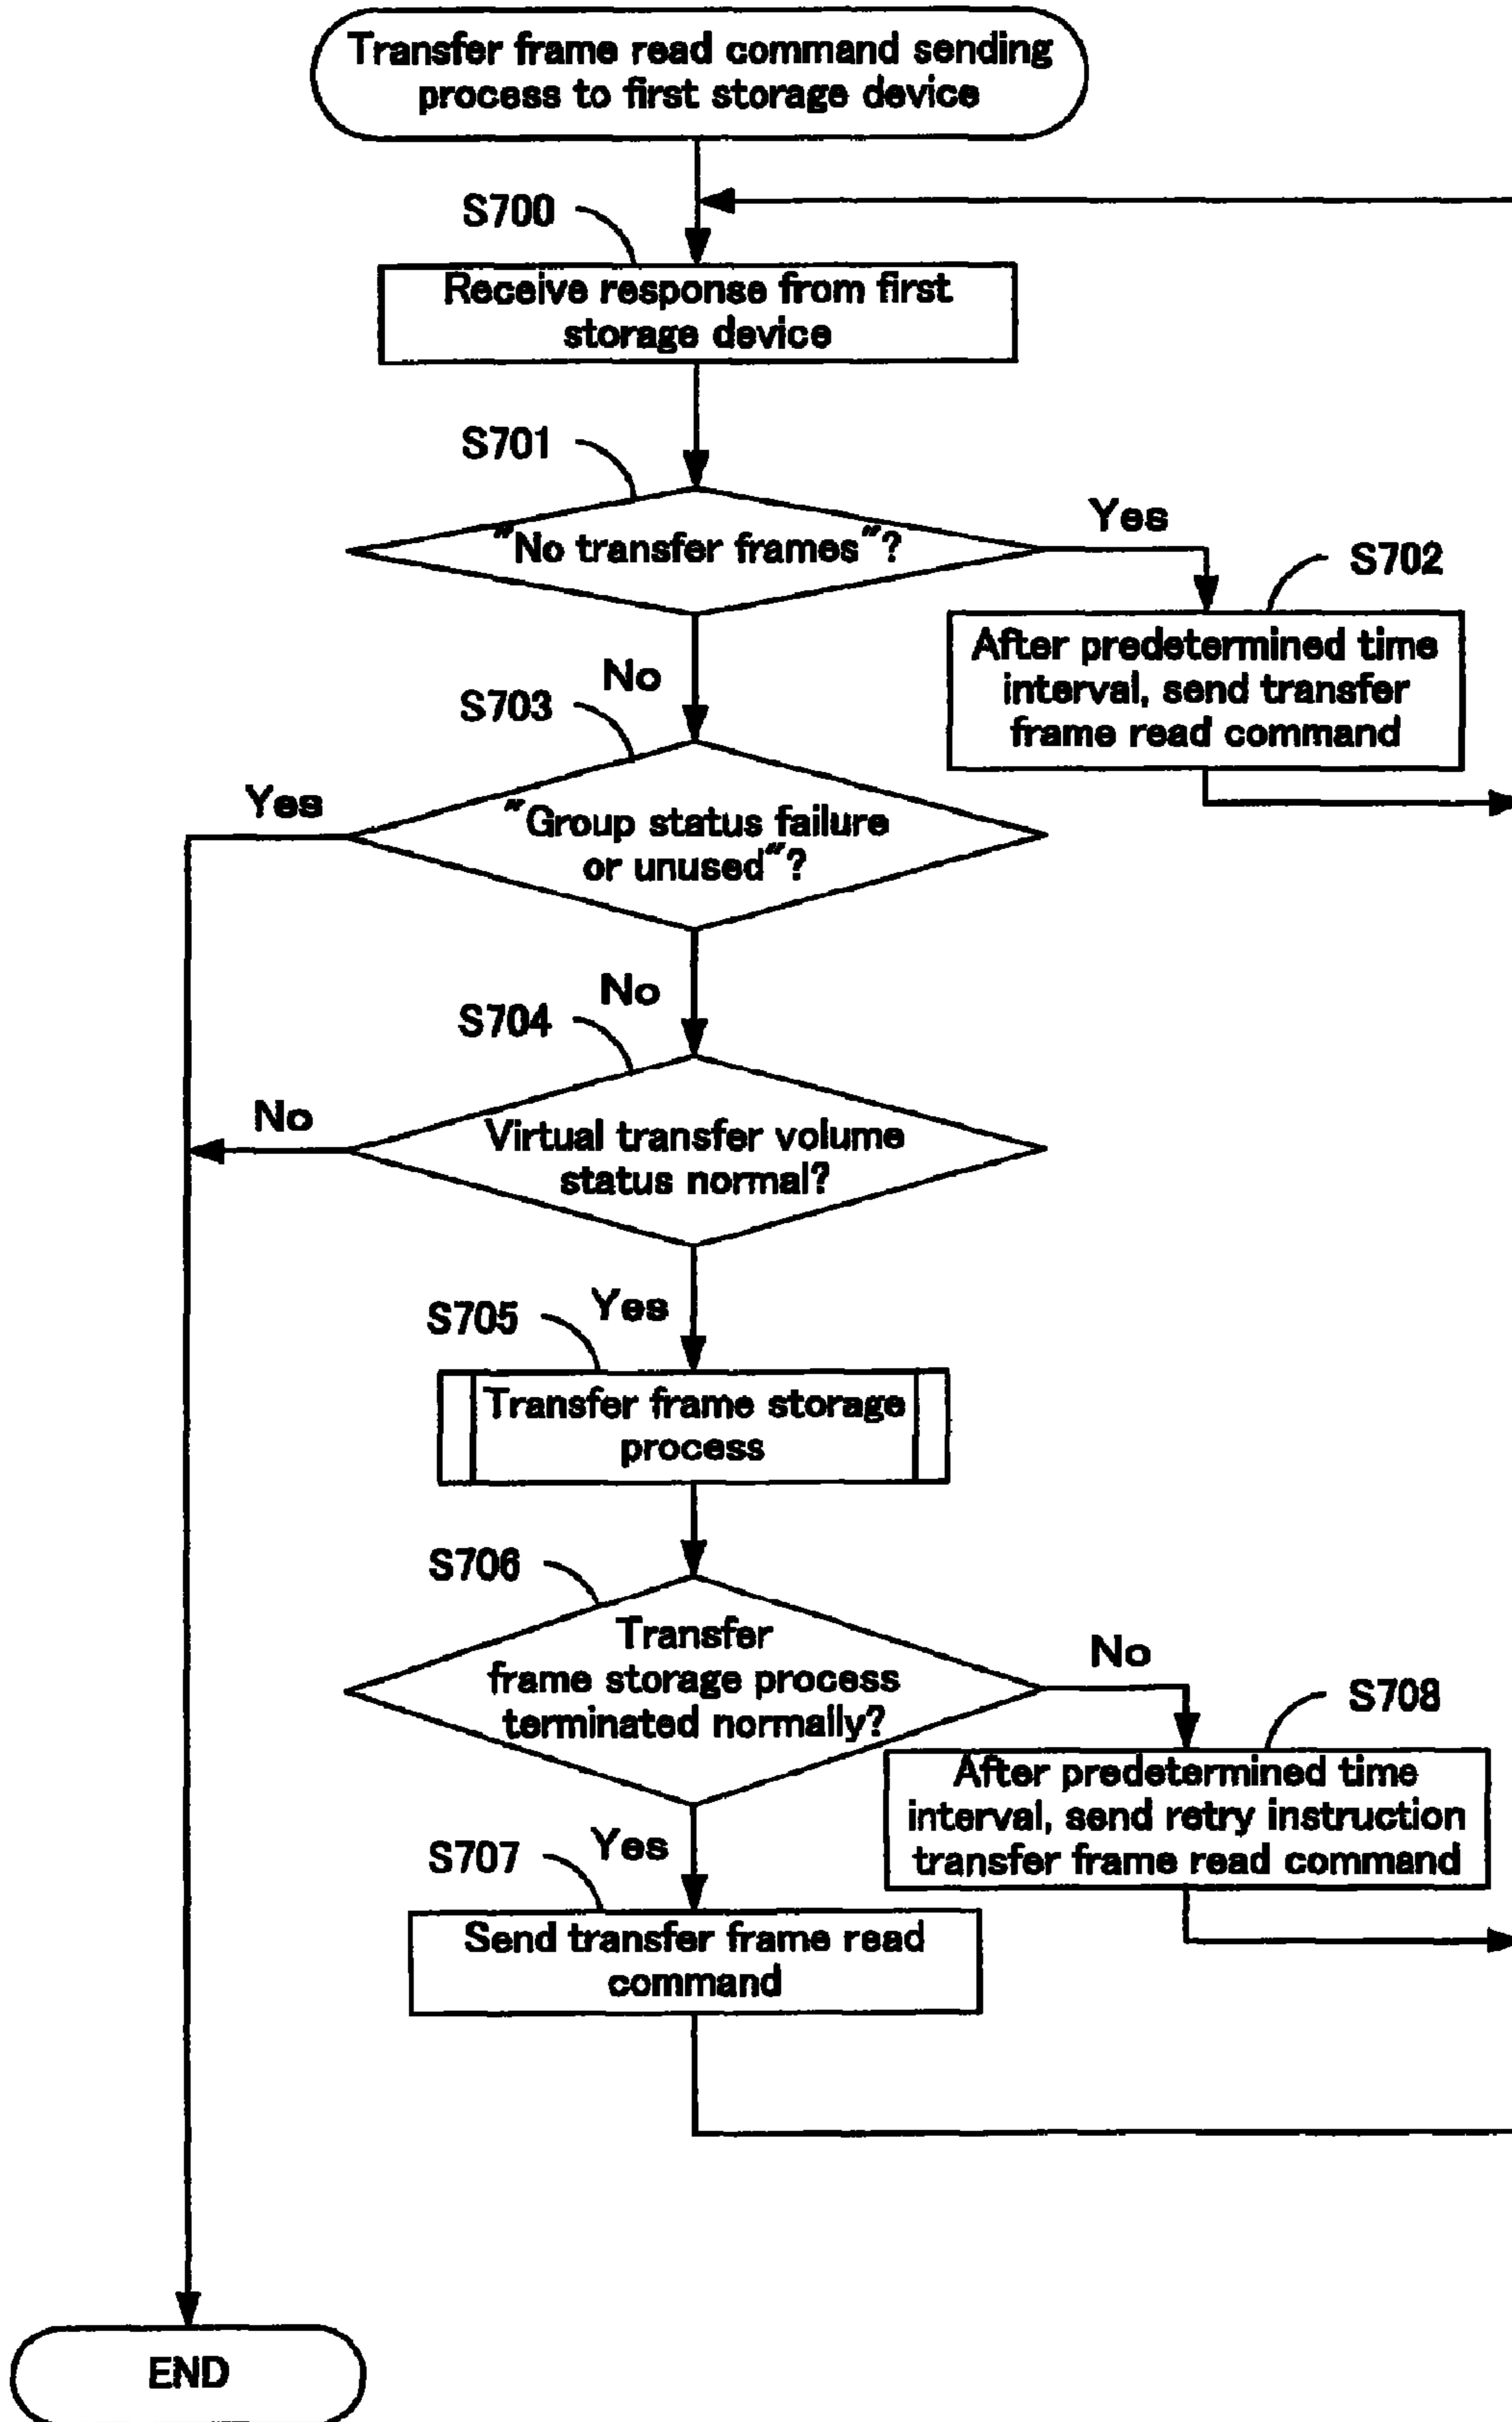 Transfer frame read command sending
process to first storage device
S700
Receive response from first
storage device
S701
"No transfer frames"?
Yes
S702
After predetermined time
interval, send transfer
frame read command
No
S703
Yes
"Group status failure
or unused"?
No
S704
No
Virtual transfer volume
status normal?
Yes
S705
Transfer frame storage
process
S706
Transfer
frame storage process
terminated normally?
No
S708
After predetermined time
interval, send retry instruction
transfer frame read command
Yes
S707
Send transfer frame read
command
END